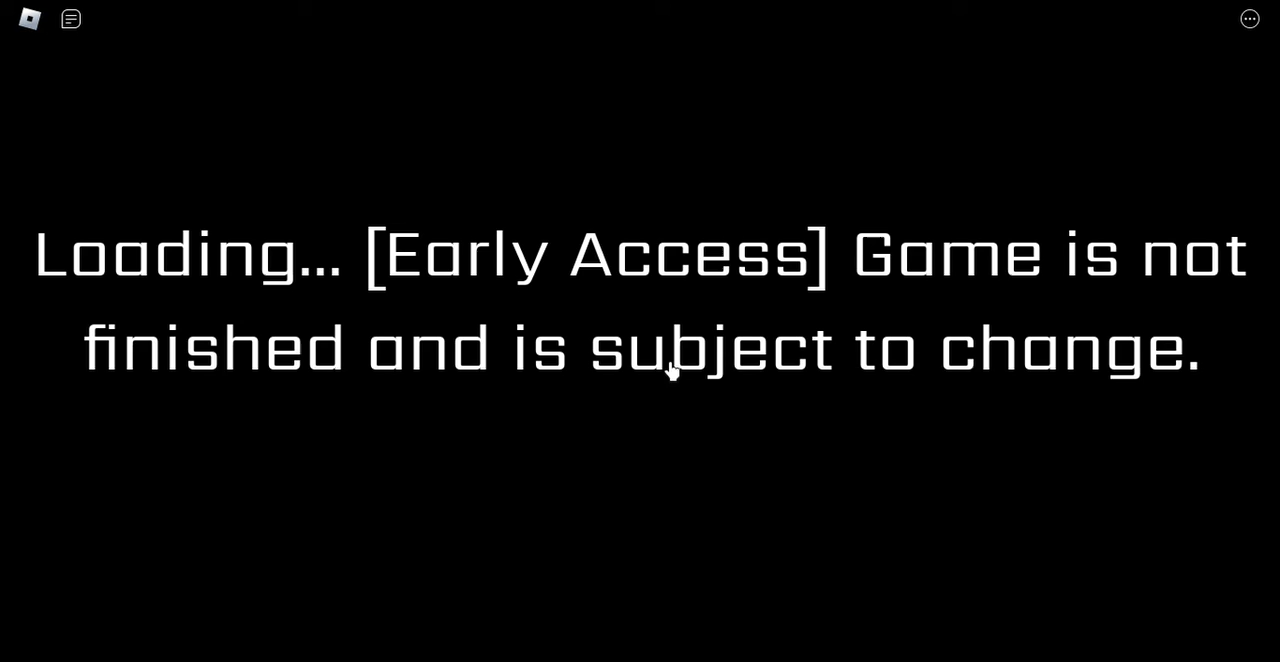 Loading... [Early Access] Game is not
finished and is subject to change.